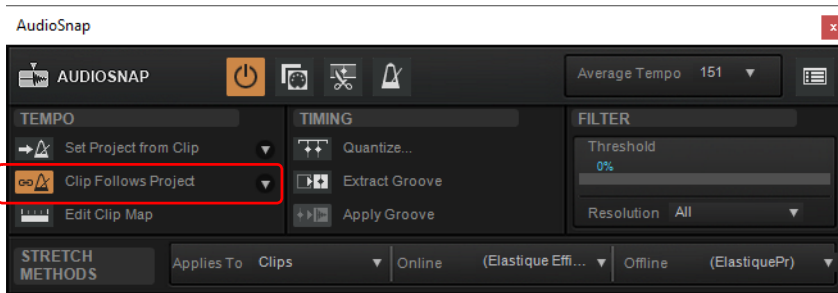 AudioSnap
x
AUDIOSNAP
Average Tempo 151
TEMPO
TIMING
FILTER
Set Project from Clip
Quantize...
Threshold
0%
Clip Follows Project
Extract Groove
Edit Clip Map
Apply Groove
Resolution All
STRETCH
METHODS
Applies To Clips
Online (Elastique Effi...
Offline (ElastiquePr)